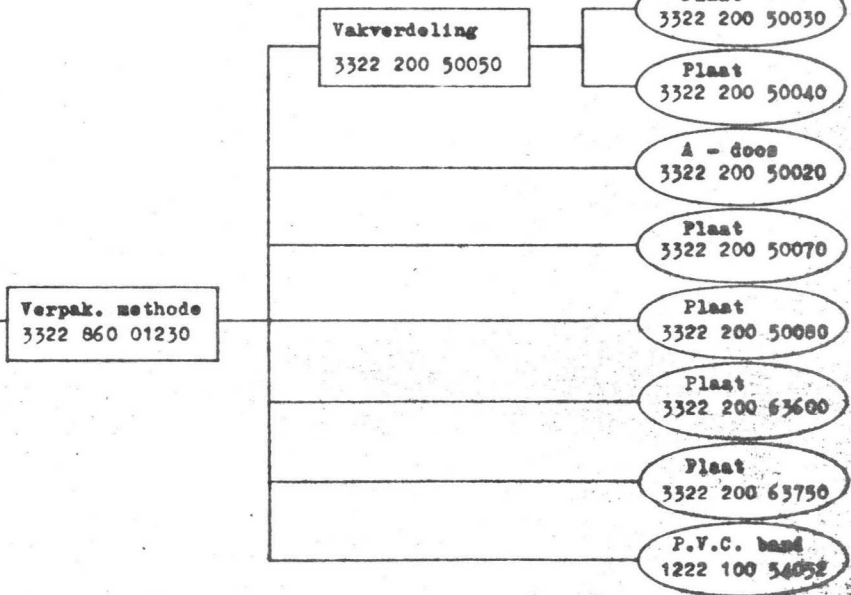 Vakverdeling
3322 200 50050
Plaat
3322 200 50030
Plaat
3322 200 50040
A - doos
3322 200 50020
Plaat
3322 200 50070
Verpak. methode
3322 860 01230
Plaat
3322 200 50080
Plaat
3322 200 63600
Plaat
3322 200 63750
P.V.C. band
1222 100 54052